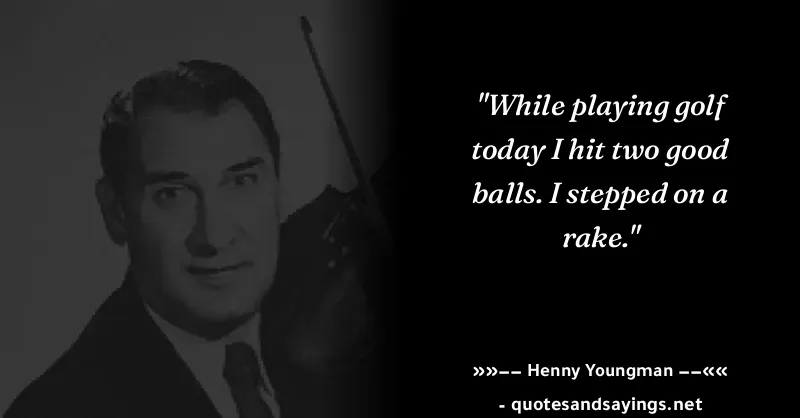 "While playing golf
today I hit two good
balls. I stepped on a
rake."
»»−− Henny Youngman −−««
- quotesandsayings.net